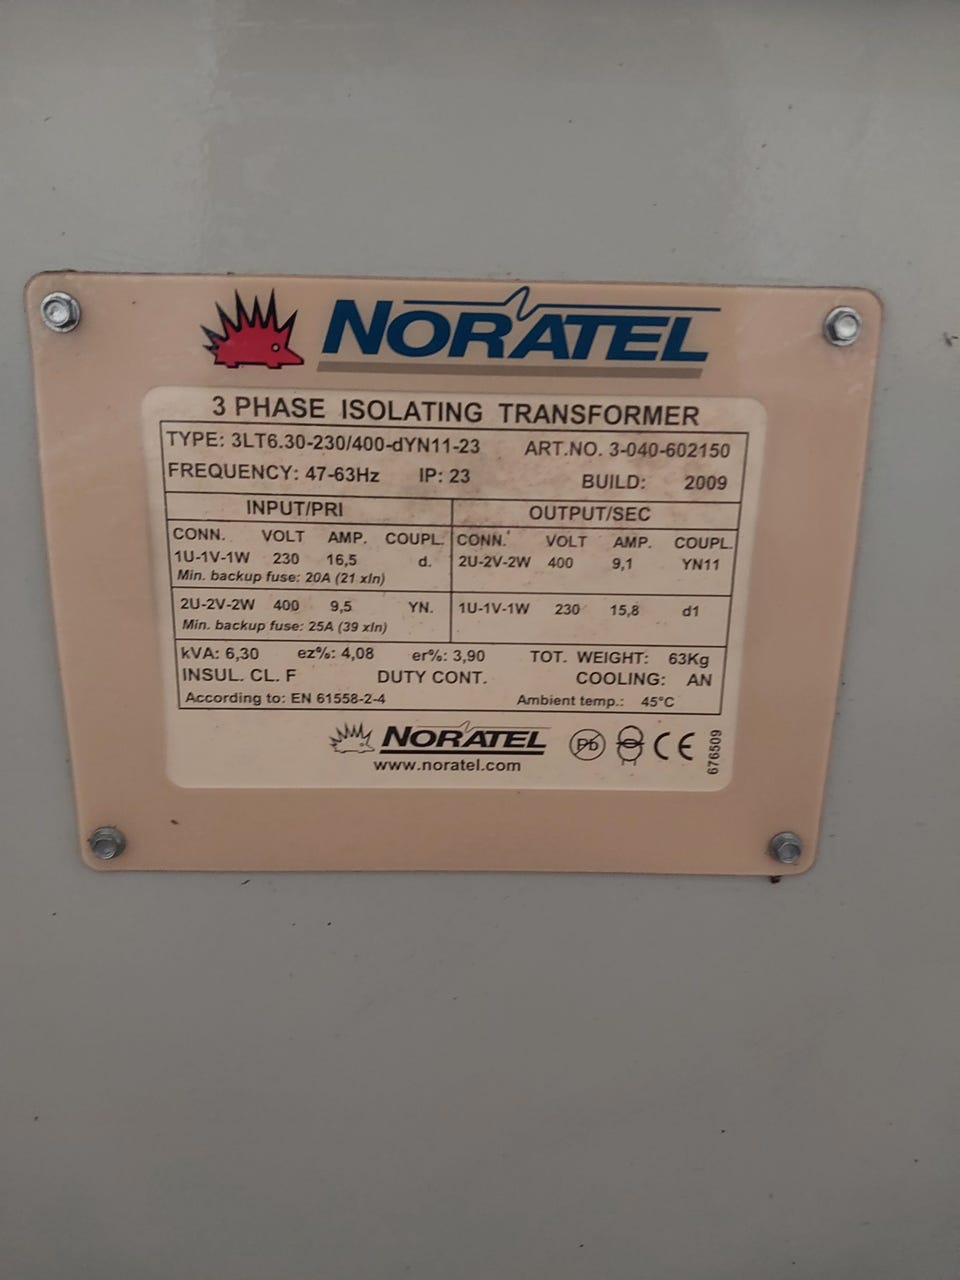 NORATEL
3 PHASE ISOLATING TRANSFORMER
TYPE: 3LT6.30-230/400-dYN11-23 ART.NO. 3-040-602150
FREQUENCY: 47-63Hz IP: 23 BUILD: 2009
INPUT/PRI OUTPUT/SEC
CONN. VOLT AMP. COUPL. CONN. VOLT AMP. COUPL.
1U-1V-1W 230 16,5 d. 2U-2V-2W 400 9,1 YN11
Min. backup fuse: 20A (21 xIn)
2U-2V-2W 400 9,5 YN. 1U-1V-1W 230 15,8 d1
Min. backup fuse: 25A (39 xIn)
kVA: 6,30 ez%: 4,08 er%: 3,90 TOT. WEIGHT: 63Kg
INSUL. CL. F DUTY CONT. COOLING: AN
According to: EN 61558-2-4 Ambient temp.: 45°C
NORATEL Pb CE
www.noratel.com
676509